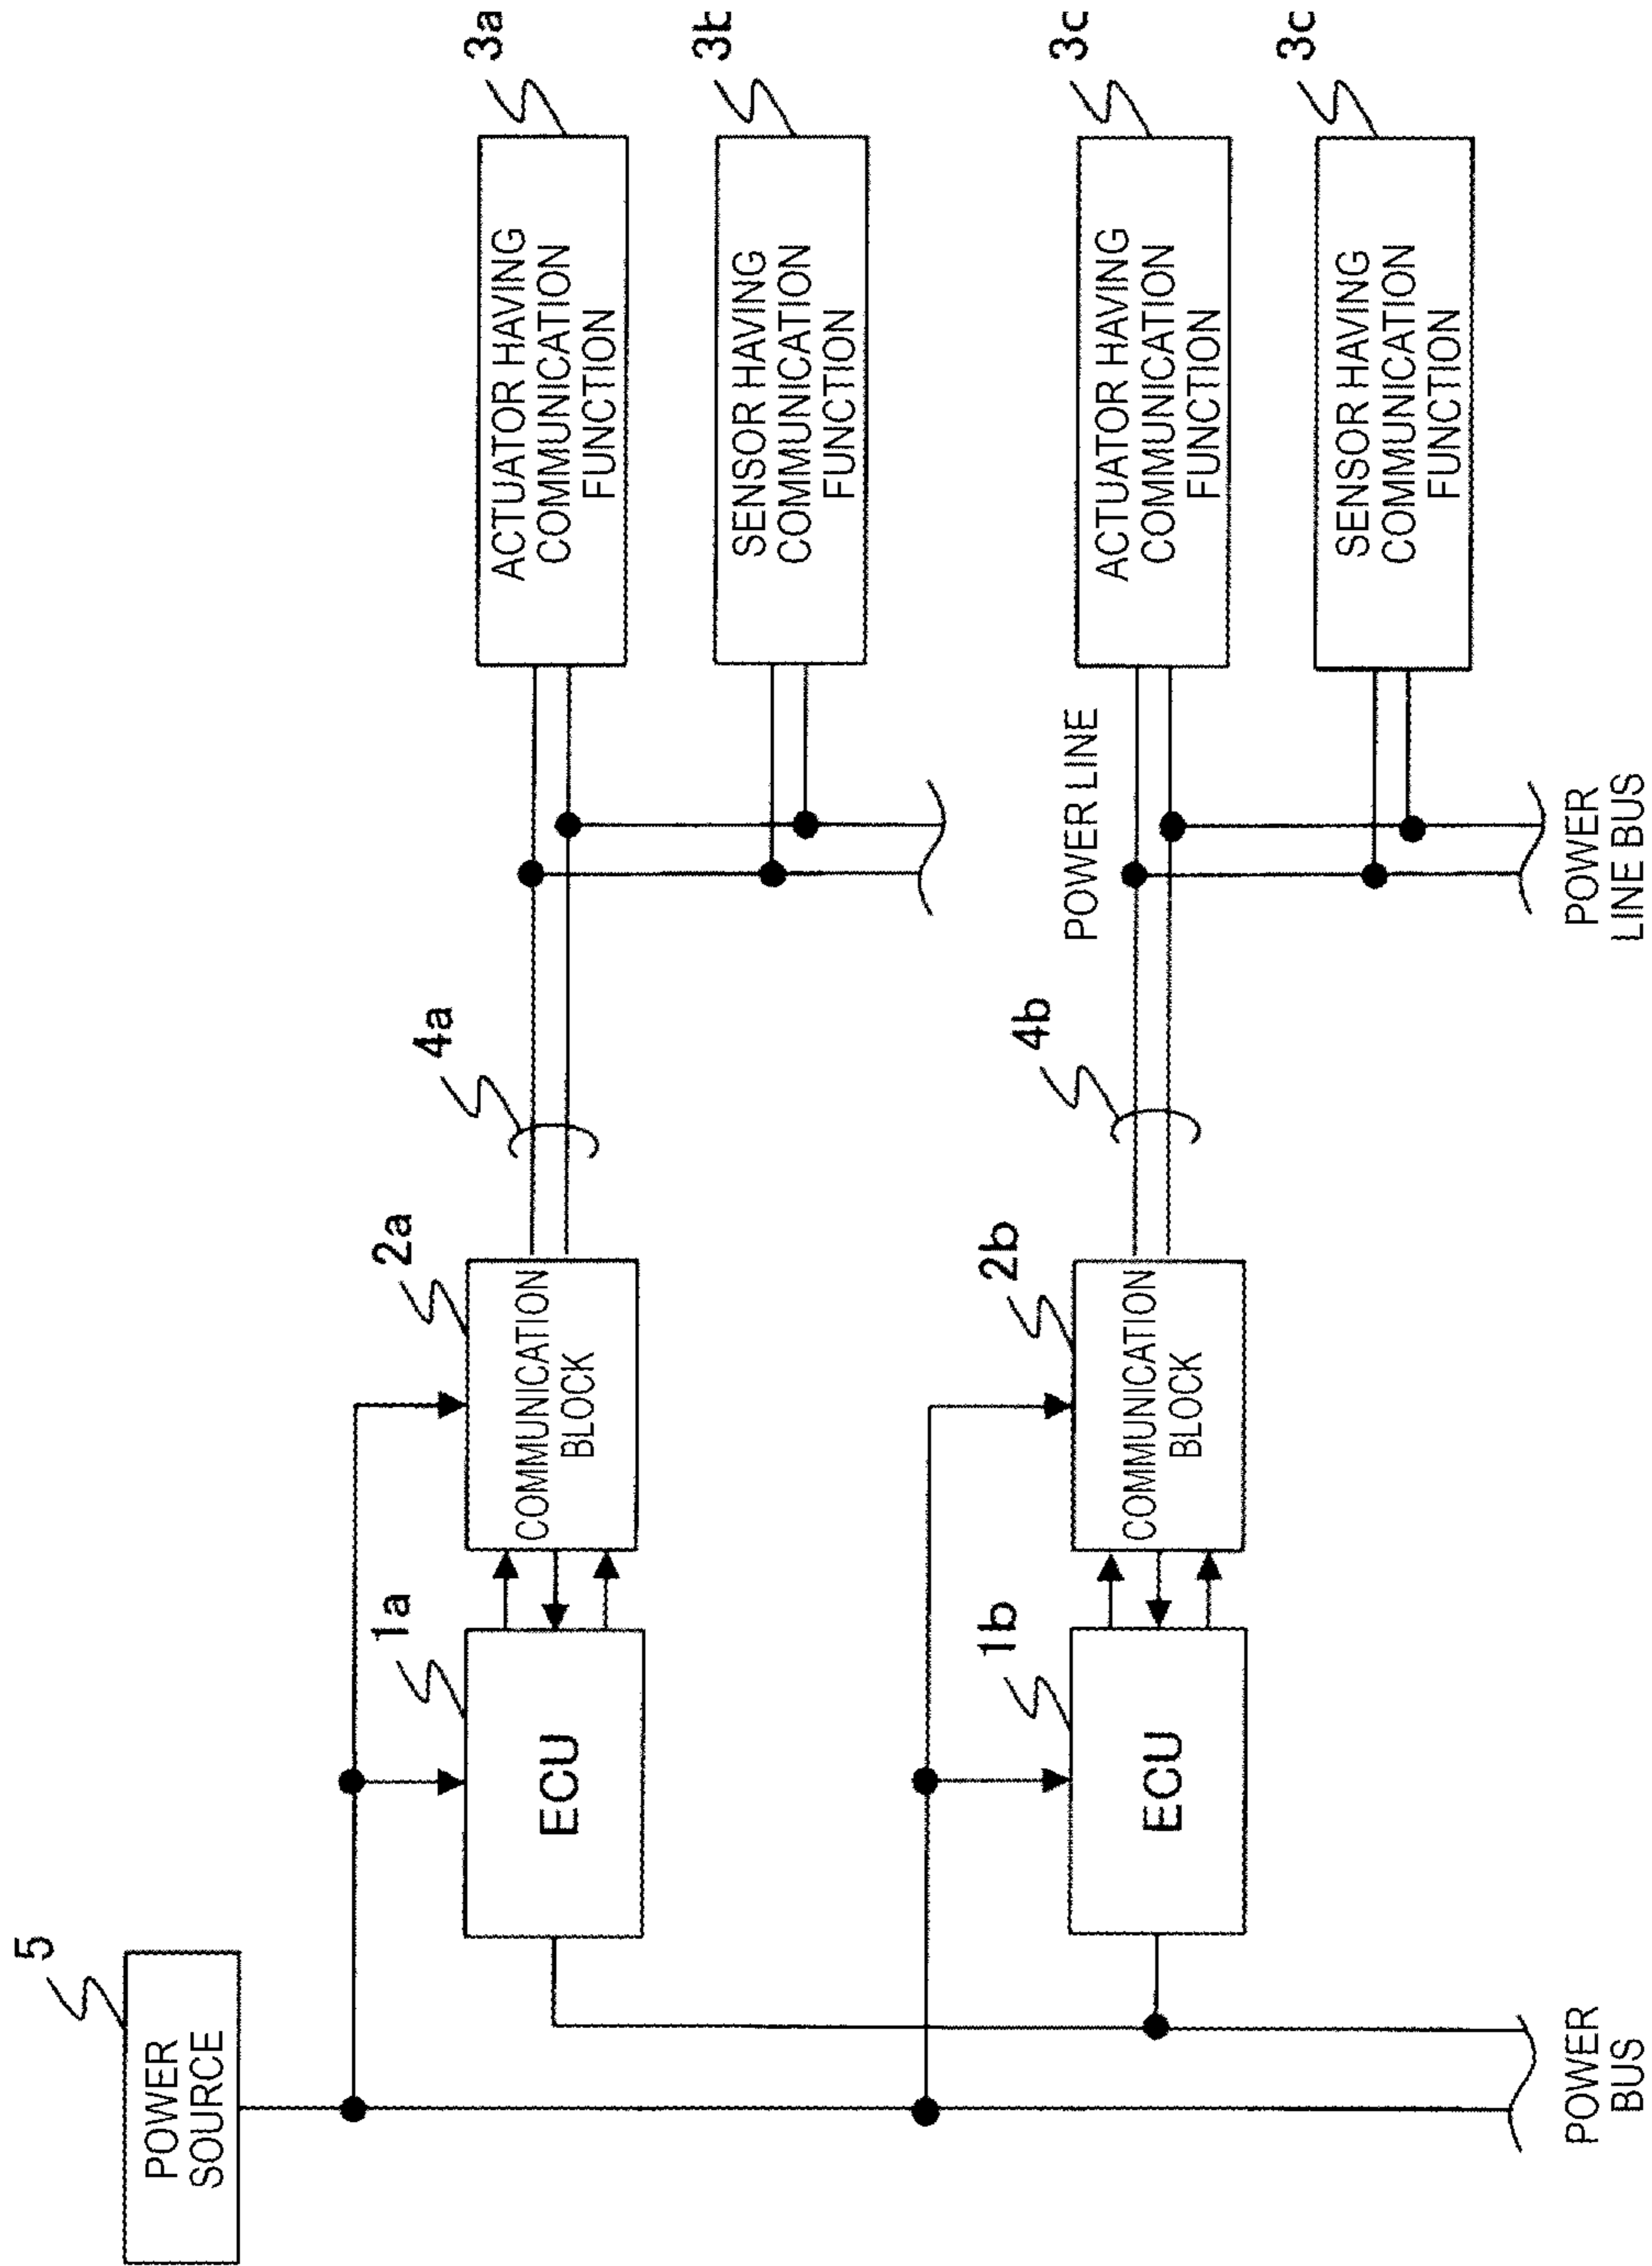 5
POWER
SOURCE
1a
ECU
2a
COMMUNICATION
BLOCK
4a
3a
ACTUATOR HAVING
COMMUNICATION
FUNCTION
3b
SENSOR HAVING
COMMUNICATION
FUNCTION
1b
ECU
2b
COMMUNICATION
BLOCK
4b
POWER LINE
3c
ACTUATOR HAVING
COMMUNICATION
FUNCTION
3c
SENSOR HAVING
COMMUNICATION
FUNCTION
POWER
BUS
POWER
LINE BUS